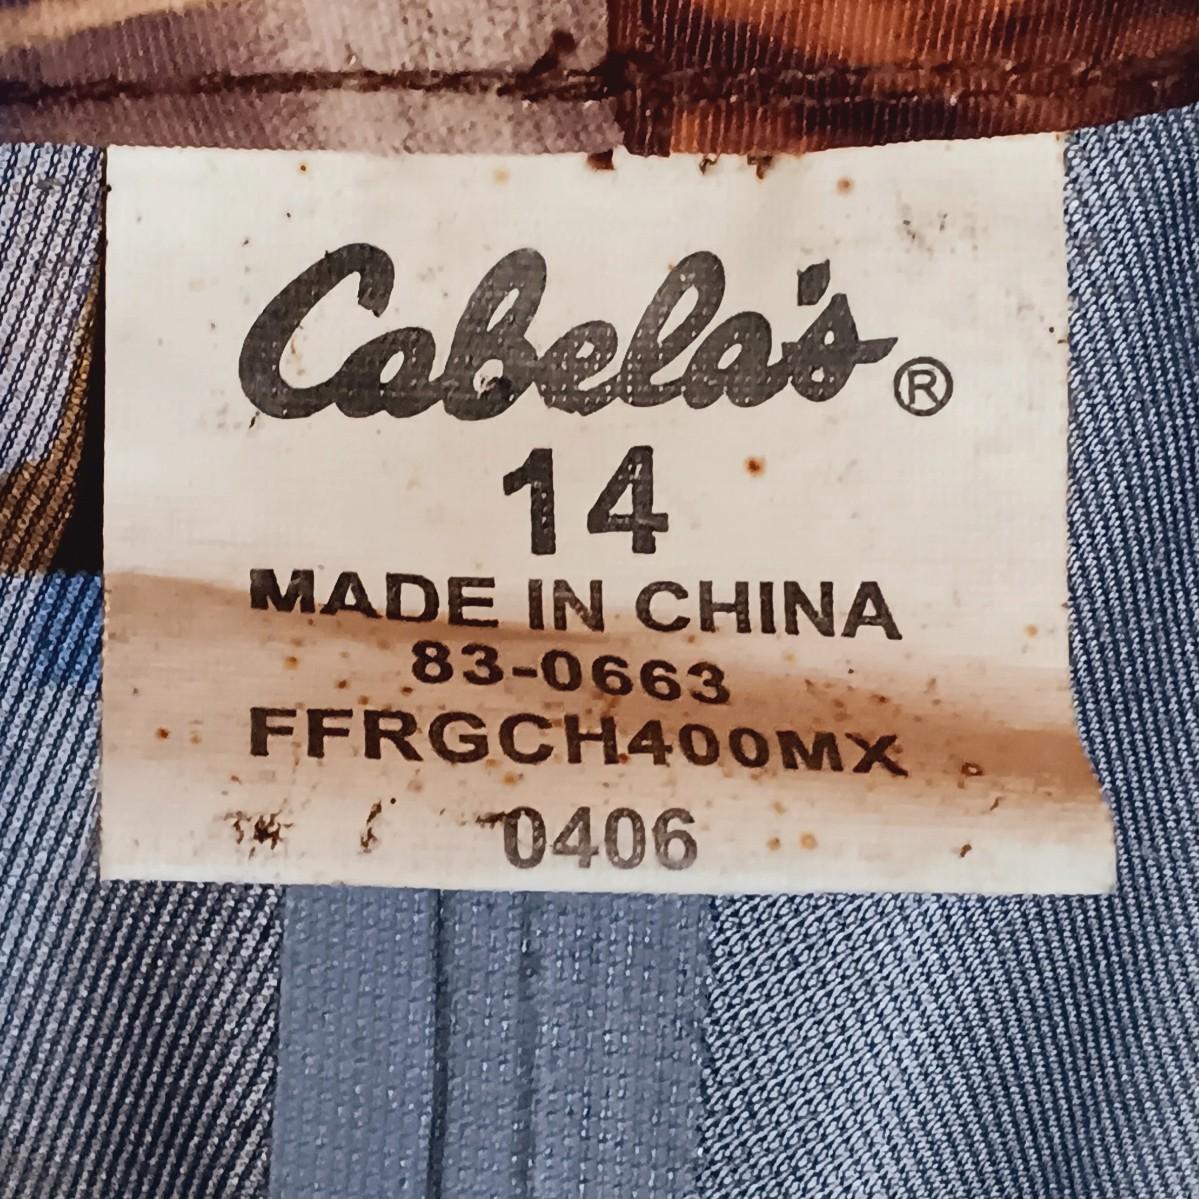 Cabela's®
14
MADE IN CHINA
83-0663
FFRGCH400MX
0406